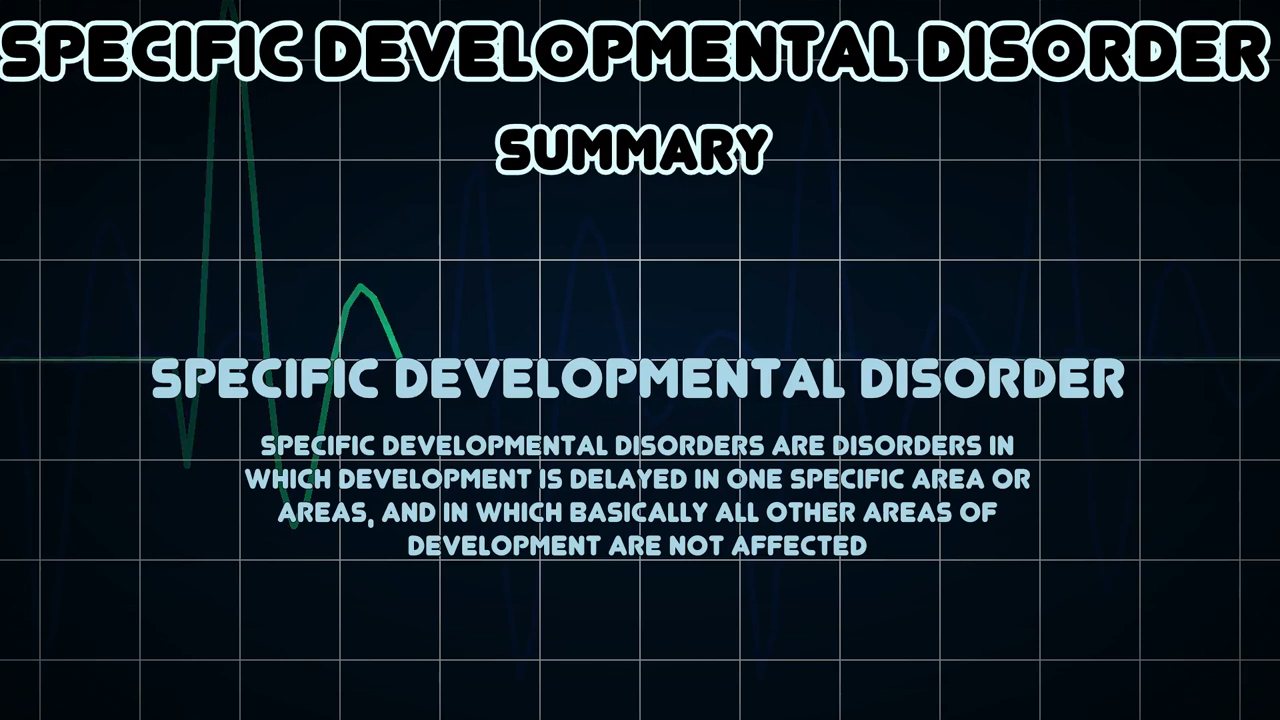 SPECIFIC DEVELOPMENTAL DISORDER
SUMMARY
SPECIFIC DEVELOPMENTAL DISORDER
SPECIFIC DEVELOPMENTAL DISORDERS ARE DISORDERS IN
WHICH DEVELOPMENT IS DELAYED IN ONE SPECIFIC AREA OR
AREAS, AND IN WHICH BASICALLY ALL OTHER AREAS OF
DEVELOPMENT ARE NOT AFFECTED